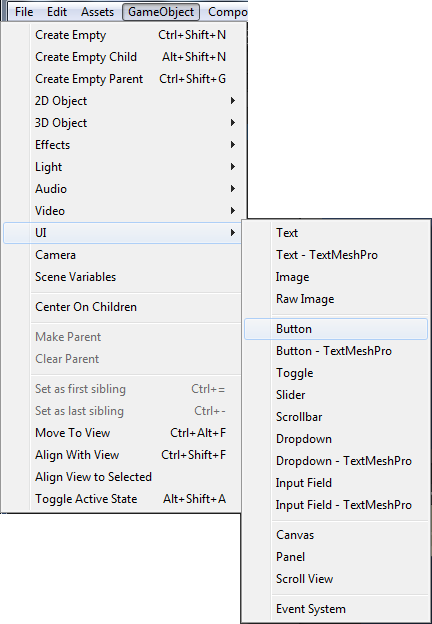 File Edit Assets GameObject Compo
Create Empty Ctrl+Shift+N
Create Empty Child Alt+Shift+N
Create Empty Parent Ctrl+Shift+G
2D Object
3D Object
Effects
Light
Audio
Video
UI
Camera
Scene Variables
Center On Children
Make Parent
Clear Parent
Set as first sibling Ctrl+=
Set as last sibling Ctrl+-
Move To View Ctrl+Alt+F
Align With View Ctrl+Shift+F
Align View to Selected
Toggle Active State Alt+Shift+A
Text
Text - TextMeshPro
Image
Raw Image
Button
Button - TextMeshPro
Toggle
Slider
Scrollbar
Dropdown
Dropdown - TextMeshPro
Input Field
Input Field - TextMeshPro
Canvas
Panel
Scroll View
Event System